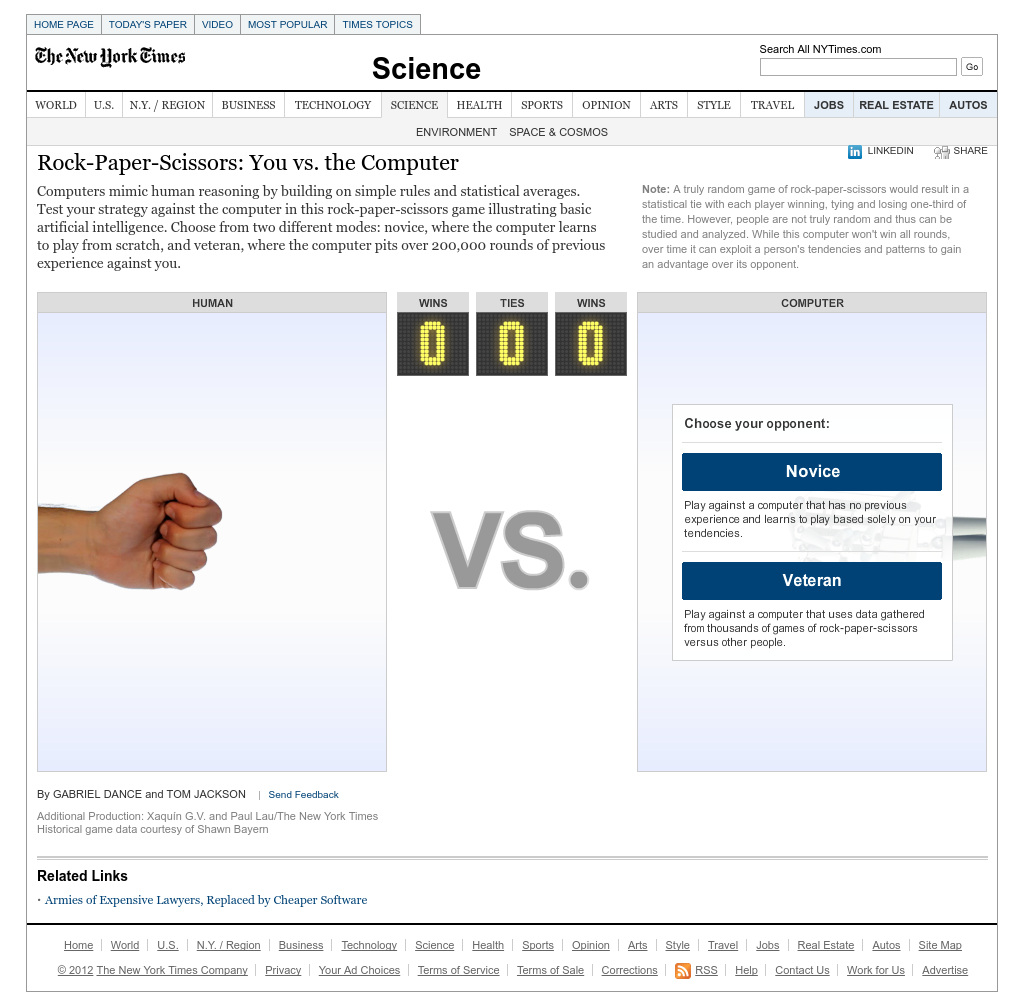 HOME PAGE TODAY'S PAPER VIDEO MOST POPULAR TIMES TOPICS
The New York Times
Science
Search All NYTimes.com
Go
WORLD U.S. N.Y. / REGION BUSINESS TECHNOLOGY SCIENCE HEALTH SPORTS OPINION ARTS STYLE TRAVEL JOBS REAL ESTATE AUTOS
ENVIRONMENT SPACE & COSMOS
in LINKEDIN SHARE
Rock-Paper-Scissors: You vs. the Computer
Computers mimic human reasoning by building on simple rules and statistical averages.
Test your strategy against the computer in this rock-paper-scissors game illustrating basic
artificial intelligence. Choose from two different modes: novice, where the computer learns
to play from scratch, and veteran, where the computer pits over 200,000 rounds of previous
experience against you.
Note: A truly random game of rock-paper-scissors would result in a
statistical tie with each player winning, tying and losing one-third of
the time. However, people are not truly random and thus can be
studied and analyzed. While this computer won't win all rounds,
over time it can exploit a person's tendencies and patterns to gain
an advantage over its opponent.
HUMAN WINS TIES WINS COMPUTER
0 0 0
VS.
Choose your opponent:
Novice
Play against a computer that has no previous
experience and learns to play based solely on your
tendencies.
Veteran
Play against a computer that uses data gathered
from thousands of games of rock-paper-scissors
versus other people.
By GABRIEL DANCE and TOM JACKSON | Send Feedback
Additional Production: Xaquín G.V. and Paul Lau/The New York Times
Historical game data courtesy of Shawn Bayern
Related Links
· Armies of Expensive Lawyers, Replaced by Cheaper Software
Home World U.S. N.Y. / Region Business Technology Science Health Sports Opinion Arts Style Travel Jobs Real Estate Autos Site Map
© 2012 The New York Times Company Privacy Your Ad Choices Terms of Service Terms of Sale Corrections RSS Help Contact Us Work for Us Advertise